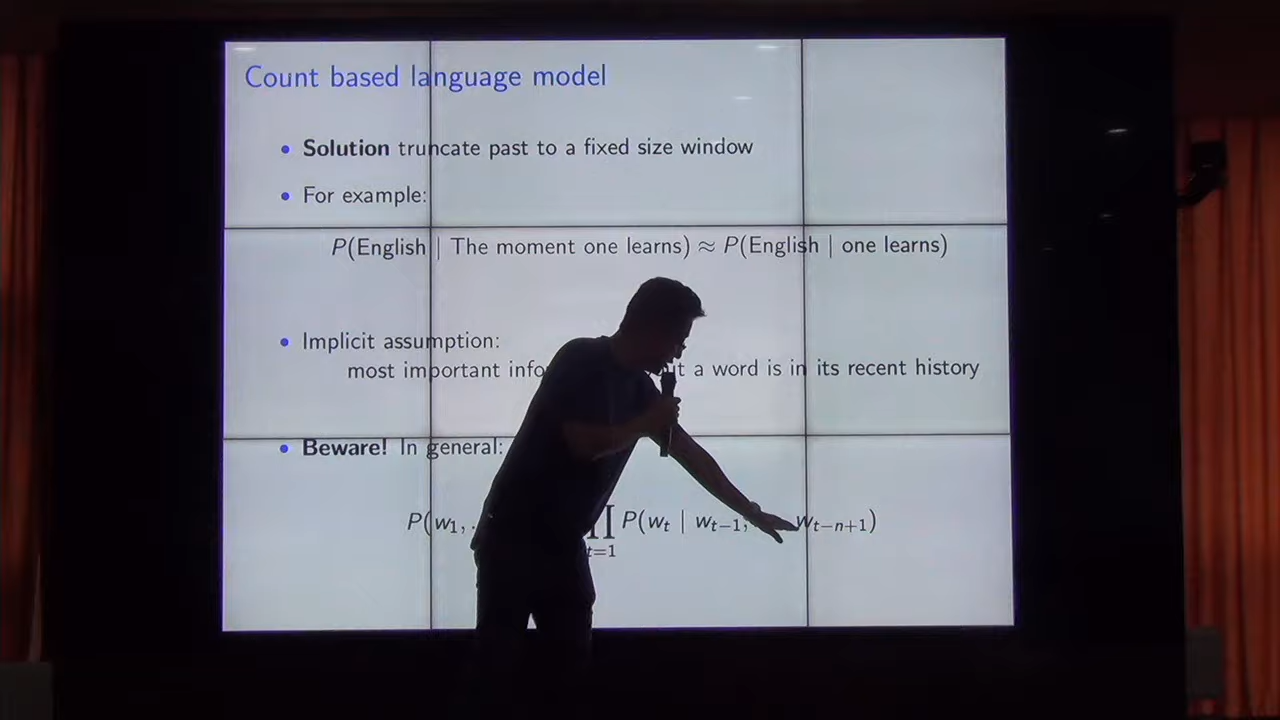 Count based language model
• Solution truncate past to a fixed size window
• For example:
P(English | The moment one learns) ≈ P(English | one learns)
• Implicit assumption:
most important info t a word is in its recent history
• Beware! In general:
P(w₁, . ∏ P(wₜ | wₜ₋₁, wₜ₋ₙ₊₁)
t=1